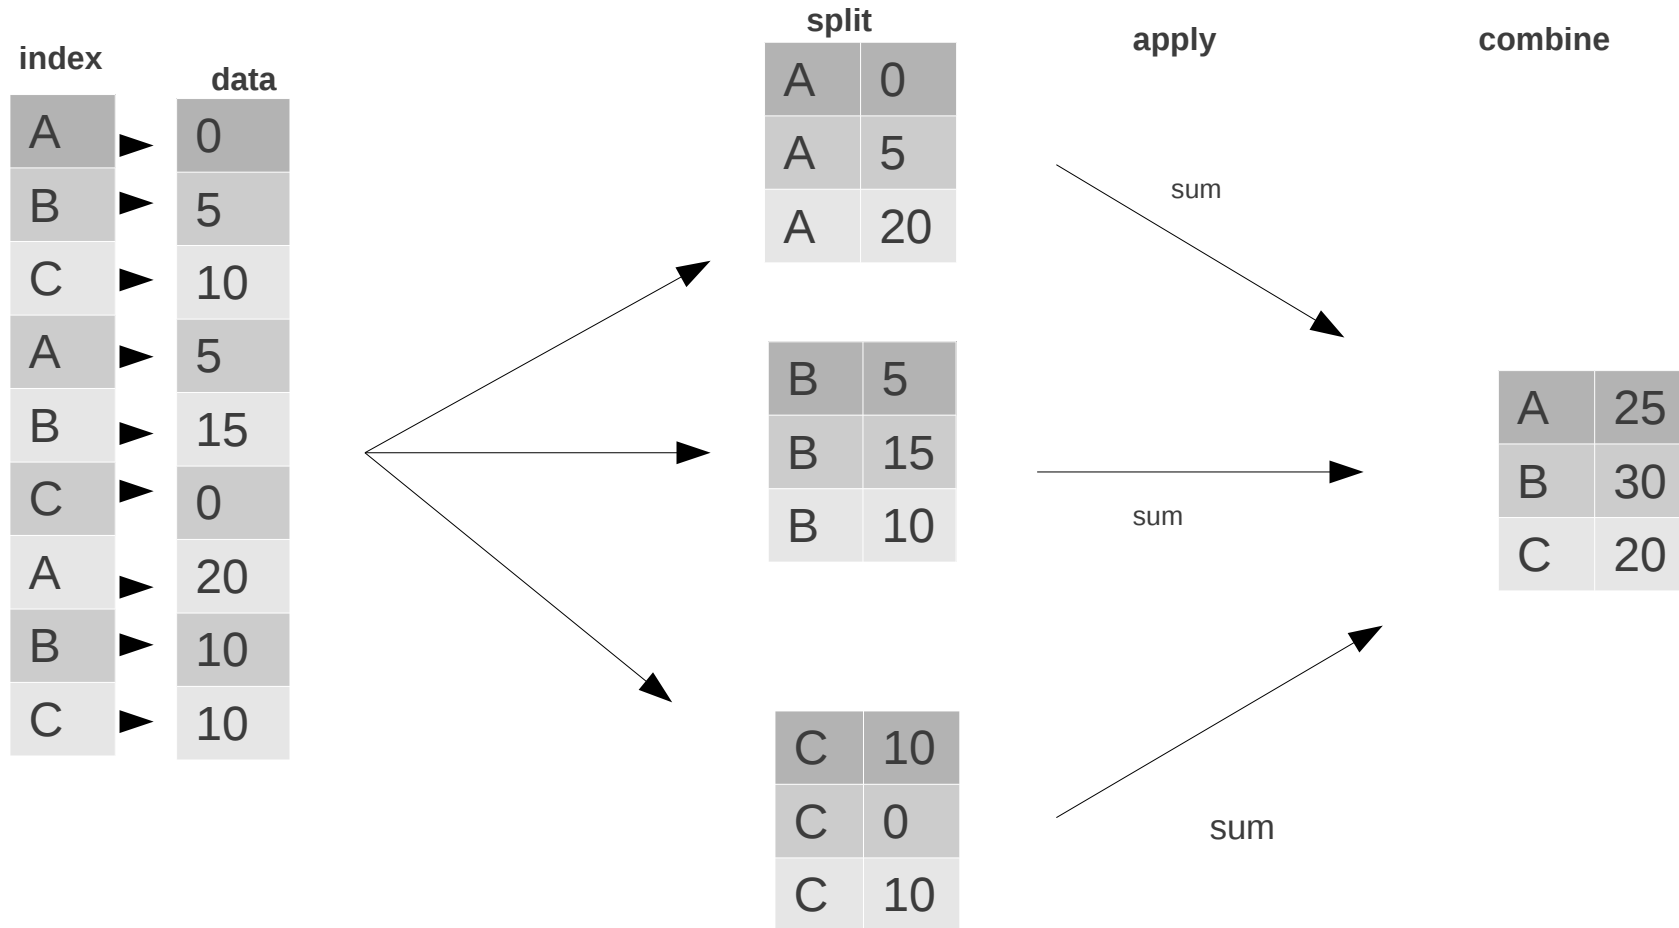 split
index
apply
combine
data
A 0
B 5
C 10
A 5
B 15
C 0
A 20
B 10
C 10
A 0
A 5
A 20
B 5
B 15
B 10
C 10
C 0
C 10
sum
sum
sum
A 25
B 30
C 20